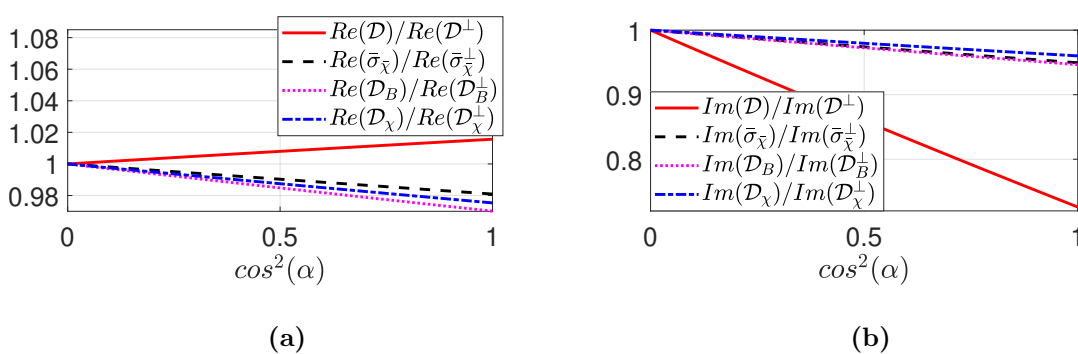 1.08
1.06
1.04
1.02
1
0.98
Re(𝒟)/Re(𝒟^⊥)
Re(σ̄_χ̄)/Re(σ̄_χ̄^⊥)
Re(𝒟_B)/Re(𝒟_B^⊥)
Re(𝒟_χ)/Re(𝒟_χ^⊥)
0 0.5 1
cos²(α)
(a)
1
0.9
0.8
Im(𝒟)/Im(𝒟^⊥)
Im(σ̄_χ̄)/Im(σ̄_χ̄^⊥)
Im(𝒟_B)/Im(𝒟_B^⊥)
Im(𝒟_χ)/Im(𝒟_χ^⊥)
0 0.5 1
cos²(α)
(b)